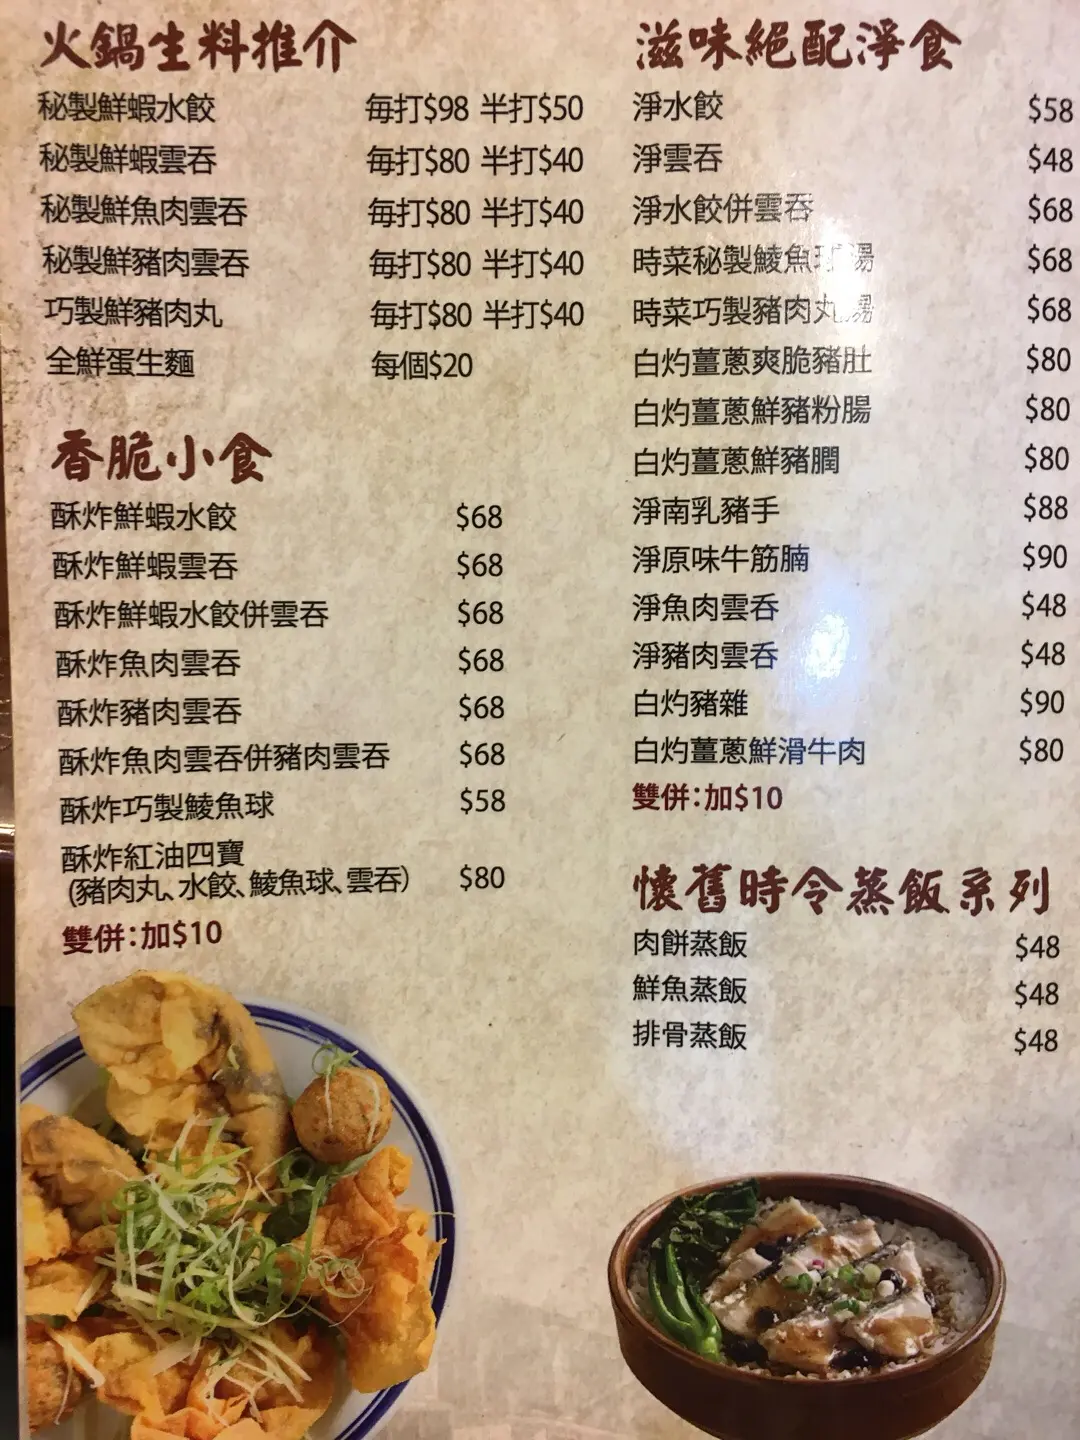 火鍋生料推介
秘製鮮蝦水餃 每打$98 半打$50
秘製鮮蝦雲吞 每打$80 半打$40
秘製鮮魚肉雲吞 每打$80 半打$40
秘製鮮豬肉雲吞 每打$80 半打$40
巧製鮮豬肉丸 每打$80 半打$40
全鮮蛋生麵 每個$20
香脆小食
酥炸鮮蝦水餃 $68
酥炸鮮蝦雲吞 $68
酥炸鮮蝦水餃併雲吞 $68
酥炸魚肉雲吞 $68
酥炸豬肉雲吞 $68
酥炸魚肉雲吞併豬肉雲吞 $68
酥炸巧製鯪魚球 $58
酥炸紅油四寶
(豬肉丸、水餃、鯪魚球、雲吞) $80
雙併:加$10
滋味絕配淨食
淨水餃 $58
淨雲吞 $48
淨水餃併雲吞 $68
時菜秘製鯪魚球湯 $68
時菜巧製豬肉丸湯 $68
白灼薑蔥爽脆豬肚 $80
白灼薑蔥鮮豬粉腸 $80
白灼薑蔥鮮豬膶 $80
淨南乳豬手 $88
淨原味牛筋腩 $90
淨魚肉雲吞 $48
淨豬肉雲吞 $48
白灼豬雜 $90
白灼薑蔥鮮滑牛肉 $80
雙併:加$10
懷舊時令蒸飯系列
肉餅蒸飯 $48
鮮魚蒸飯 $48
排骨蒸飯 $48